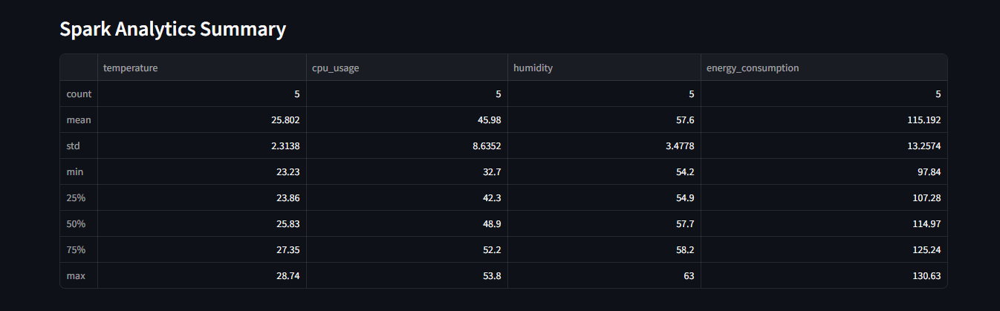 Spark Analytics Summary
temperature cpu_usage humidity energy_consumption
count 5 5 5 5
mean 25.802 45.98 57.6 115.192
std 2.3138 8.6352 3.4778 13.2574
min 23.23 32.7 54.2 97.84
25% 23.86 42.3 54.9 107.28
50% 25.83 48.9 57.7 114.97
75% 27.35 52.2 58.2 125.24
max 28.74 53.8 63 130.63